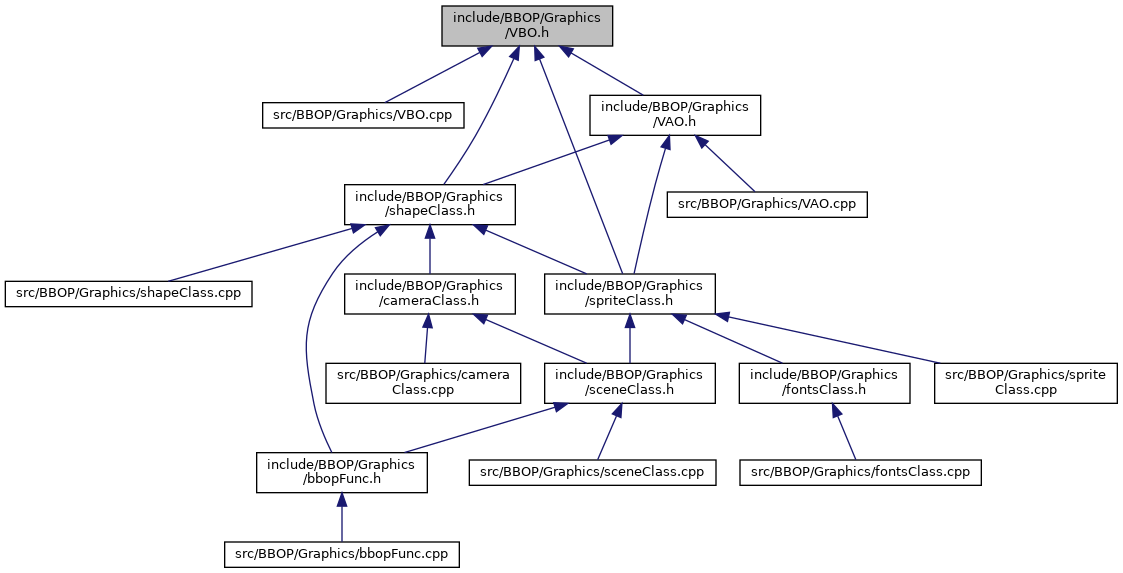 include/BBOP/Graphics
/VBO.h
src/BBOP/Graphics/VBO.cpp
include/BBOP/Graphics
/VAO.h
include/BBOP/Graphics
/shapeClass.h
src/BBOP/Graphics/VAO.cpp
src/BBOP/Graphics/shapeClass.cpp
include/BBOP/Graphics
/cameraClass.h
include/BBOP/Graphics
/spriteClass.h
src/BBOP/Graphics/camera
Class.cpp
include/BBOP/Graphics
/sceneClass.h
include/BBOP/Graphics
/fontsClass.h
src/BBOP/Graphics/sprite
Class.cpp
include/BBOP/Graphics
/bbopFunc.h
src/BBOP/Graphics/sceneClass.cpp
src/BBOP/Graphics/fontsClass.cpp
src/BBOP/Graphics/bbopFunc.cpp